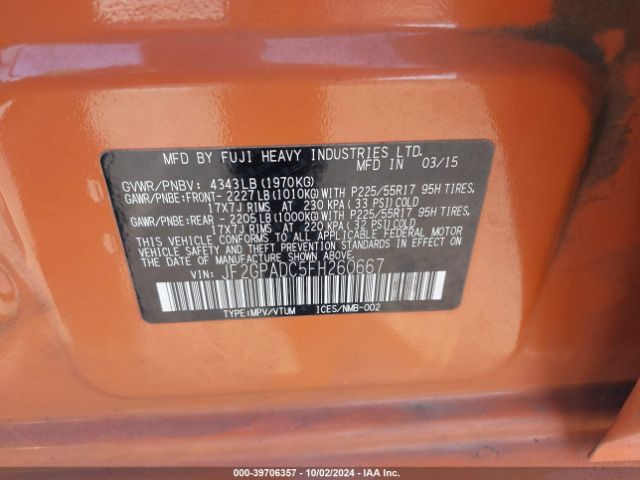 MFD BY FUJI HEAVY INDUSTRIES LTD.
MFD IN 03/15
GVWR/PNBV: 4343LB (1970KG)
GAWR/PNBE:FRONT- 2227LB (1010KG) WITH P225/55R17 95H TIRES,
17X7J RIMS AT 230 KPA (33 PSI) COLD
GAWR/PNBE:REAR - 2205LB (1000KG) WITH P225/55R17 95H TIRES,
17X7J RIMS AT 220 KPA (32 PSI) COLD
THIS VEHICLE CONFORMS TO ALL APPLICABLE FEDERAL MOTOR
VEHICLE SAFETY AND THEFT PREVENTION STANDARDS IN EFFECT
ON THE DATE OF MANUFACTURE SHOWN ABOVE.
VIN: JF2GPADC5FH260667
TYPE:MPV/VTUM ICES/NMB-002
000-39706357 - 10/02/2024 - IAA Inc.